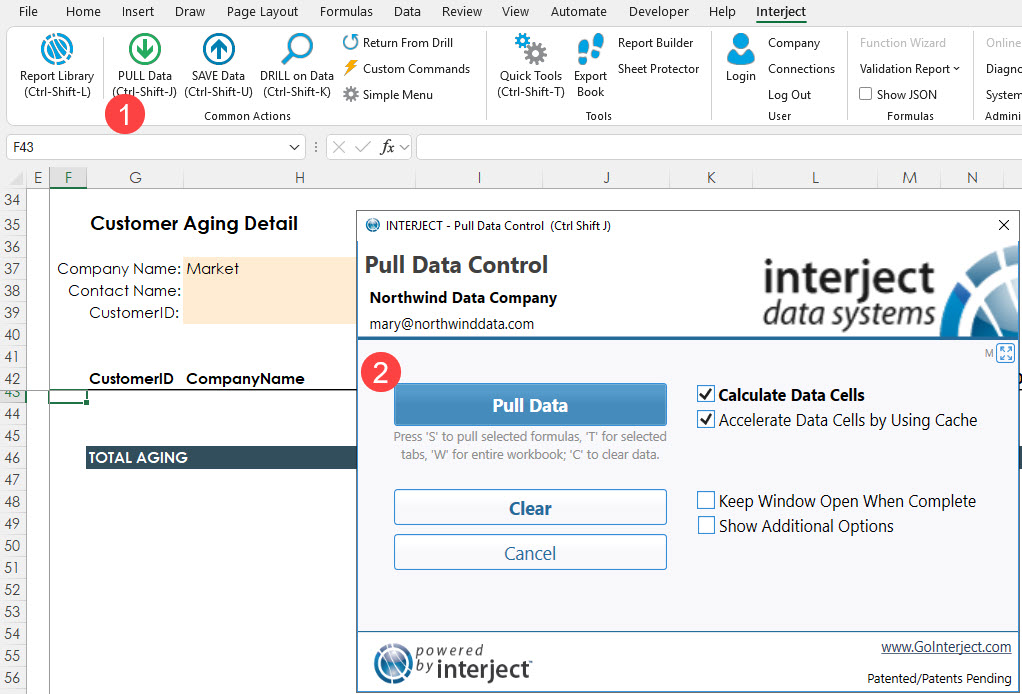 File Home Insert Draw Page Layout Formulas Data Review View Automate Developer Help Interject
Report Library
(Ctrl-Shift-L)
PULL Data
(Ctrl-Shift-J)
SAVE Data
(Ctrl-Shift-U)
DRILL on Data
(Ctrl-Shift-K)
Return From Drill
Custom Commands
Simple Menu
Common Actions
Quick Tools
(Ctrl-Shift-T)
Export
Book
Report Builder
Sheet Protector
Tools
Login
Company
Connections
Log Out
User
Function Wizard
Validation Report
Show JSON
Formulas
Online
Diagno
System
Admini
1
F43
fx
E F G H I J K L M N
34
35 Customer Aging Detail
36
37 Company Name: Market
38 Contact Name:
39 CustomerID:
40
41
42 CustomerID CompanyName
43
44
45
46 TOTAL AGING
47
48
49
50
51
52
53
54
55
56
INTERJECT - Pull Data Control (Ctrl Shift J)
Pull Data Control
Northwind Data Company
mary@northwinddata.com
interject
data systems
M
2
Pull Data
Press 'S' to pull selected formulas, 'T' for selected
tabs, 'W' for entire workbook; 'C' to clear data.
Clear
Cancel
Calculate Data Cells
Accelerate Data Cells by Using Cache
Keep Window Open When Complete
Show Additional Options
powered
by interject™
www.GoInterject.com
Patented/Patents Pending